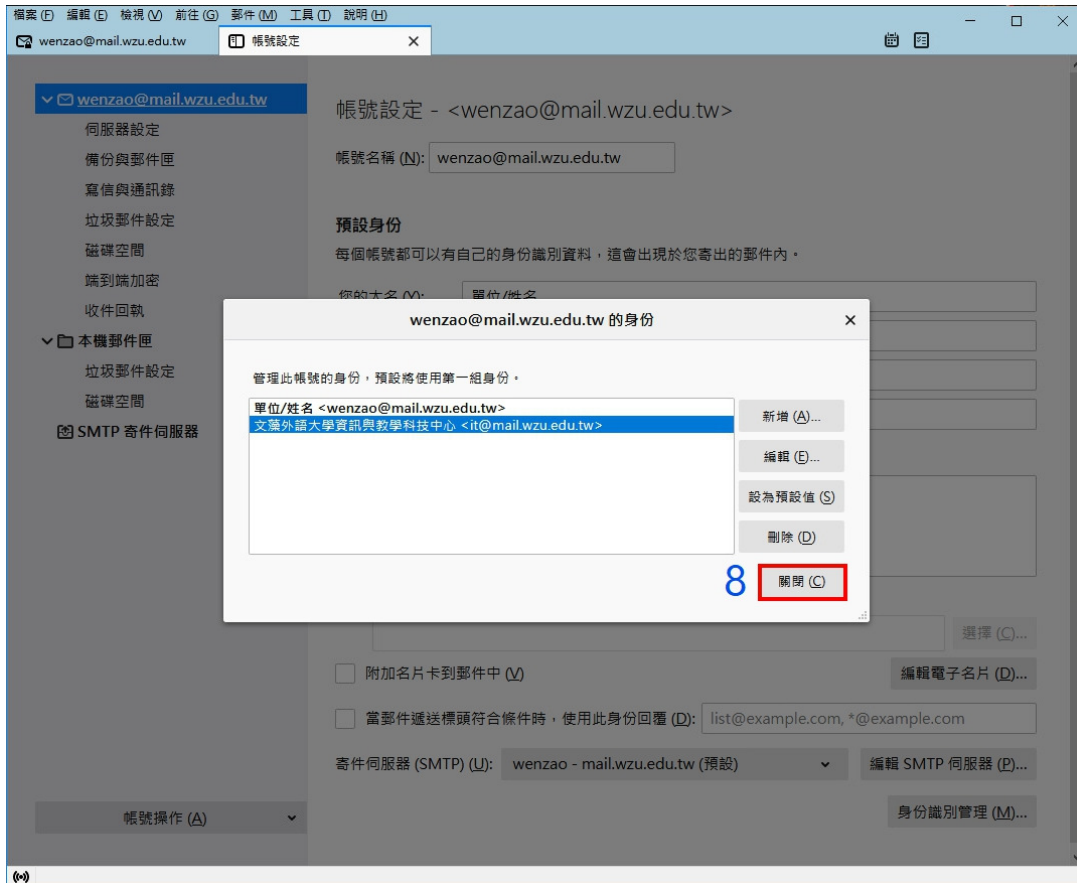 檔案 (F) 編輯 (E) 檢視 (V) 前往 (G) 郵件 (M) 工具 (T) 說明 (H)
wenzao@mail.wzu.edu.tw 帳號設定
wenzao@mail.wzu.edu.tw
伺服器設定
備份與郵件匣
寫信與通訊錄
垃圾郵件設定
磁碟空間
端到端加密
收件回執
本機郵件匣
垃圾郵件設定
磁碟空間
SMTP 寄件伺服器
帳號操作 (A)
帳號設定 - <wenzao@mail.wzu.edu.tw>
帳號名稱 (N): wenzao@mail.wzu.edu.tw
預設身份
每個帳號都可以有自己的身份識別資料，這會出現於您寄出的郵件內。
您的大名 (Y): 單位/姓名
wenzao@mail.wzu.edu.tw 的身份
管理此帳號的身份，預設將使用第一組身份。
單位/姓名 <wenzao@mail.wzu.edu.tw>
文藻外語大學資訊與教學科技中心 <it@mail.wzu.edu.tw>
新增 (A)...
編輯 (E)...
設為預設值 (S)
刪除 (D)
8 關閉 (C)
選擇 (C)...
附加名片卡到郵件中 (V) 編輯電子名片 (D)...
當郵件遞送標頭符合條件時，使用此身份回覆 (D): list@example.com, *@example.com
寄件伺服器 (SMTP) (U): wenzao - mail.wzu.edu.tw (預設) 編輯 SMTP 伺服器 (P)...
身份識別管理 (M)...